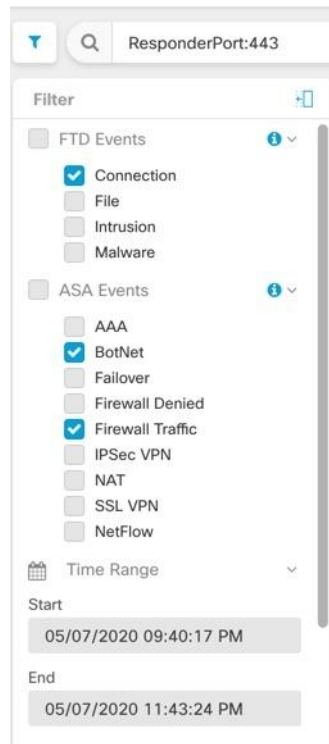 ResponderPort:443
Filter
FTD Events
Connection
File
Intrusion
Malware
ASA Events
AAA
BotNet
Failover
Firewall Denied
Firewall Traffic
IPSec VPN
NAT
SSL VPN
NetFlow
Time Range
Start
05/07/2020 09:40:17 PM
End
05/07/2020 11:43:24 PM